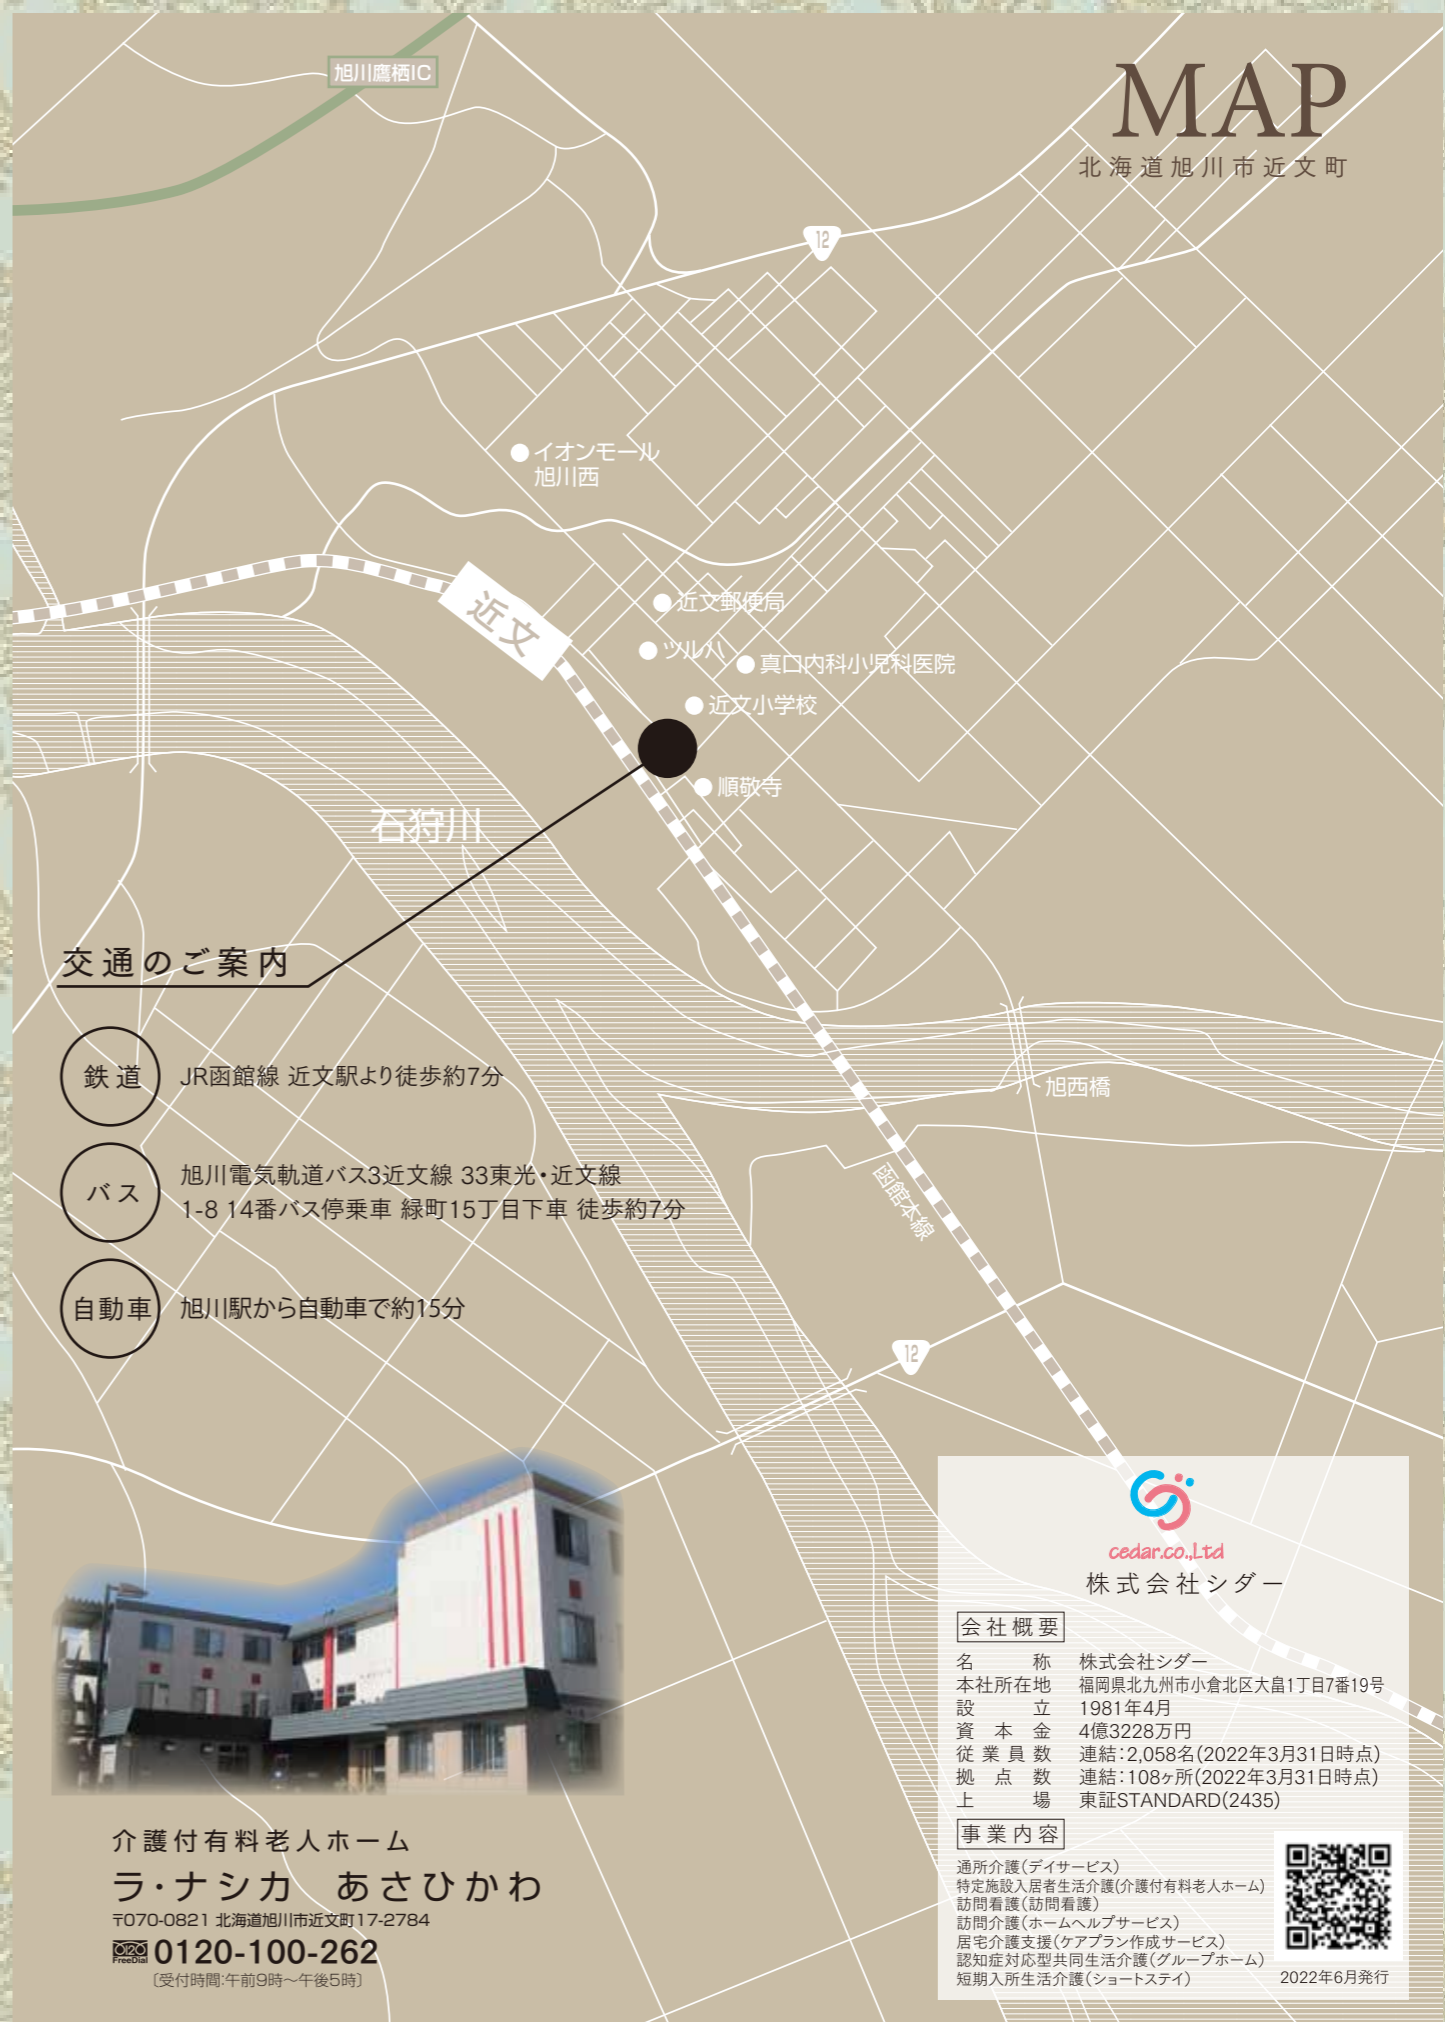 旭川鷹栖IC
MAP
北海道旭川市近文町
12
イオンモール
旭川西
近文
近文郵便局
ツルハ
真口内科小児科医院
近文小学校
順敬寺
石狩川
交通のご案内
鉄道
JR函館線 近文駅より徒歩約7分
旭西橋
バス
旭川電気軌道バス3近文線 33東光・近文線
1-8 14番バス停乗車 緑町15丁目下車 徒歩約7分
函館本線
自動車
旭川駅から自動車で約15分
12
cedar.co.,Ltd
株式会社シダー
会社概要
名称 株式会社シダー
本社所在地 福岡県北九州市小倉北区大畠1丁目7番19号
設立 1981年4月
資本金 4億3228万円
従業員数 連結：2,058名(2022年3月31日時点)
拠点数 連結：108ヶ所(2022年3月31日時点)
上場 東証STANDARD(2435)
事業内容
通所介護（デイサービス）
特定施設入居者生活介護(介護付有料老人ホーム)
訪問看護（訪問看護）
訪問介護（ホームヘルプサービス）
居宅介護支援（ケアプラン作成サービス）
認知症対応型共同生活介護（グループホーム）
短期入所生活介護（ショートステイ）
2022年6月発行
介護付有料老人ホーム
ラ・ナシカ　あさひかわ
〒070-0821 北海道旭川市近文町17-2784
FreeDial 0120-100-262
〔受付時間:午前9時～午後5時〕